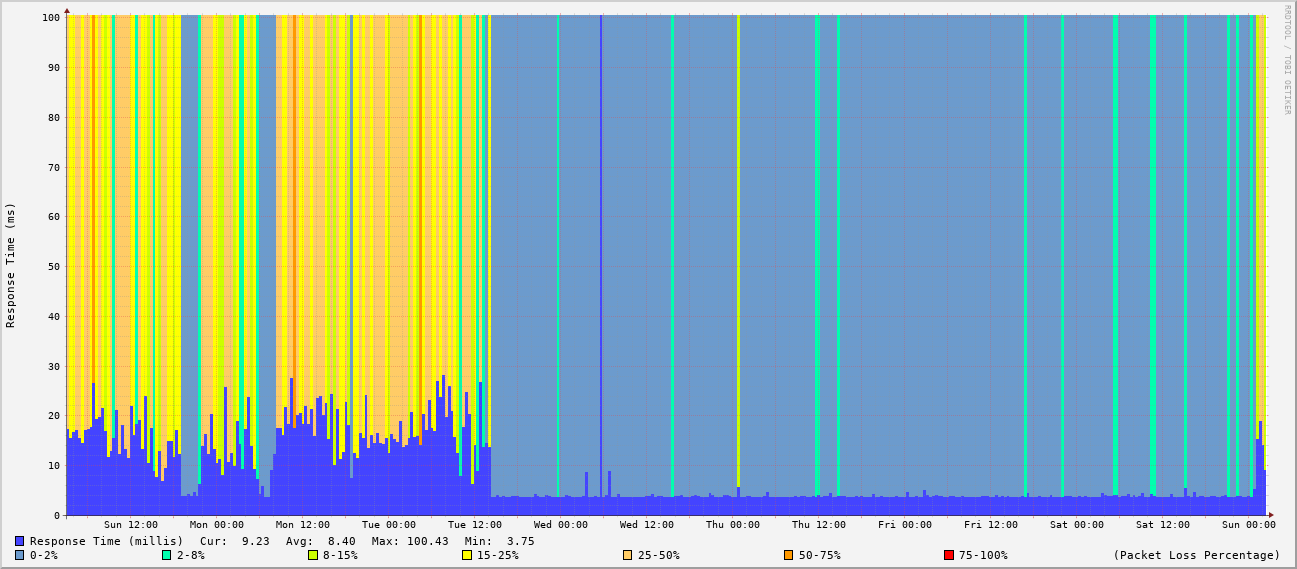 RRDTOOL / TOBI OETIKER
Response Time (ms)
100
90
80
70
60
50
40
30
20
10
0
Sun 12:00 Mon 00:00 Mon 12:00 Tue 00:00 Tue 12:00 Wed 00:00 Wed 12:00 Thu 00:00 Thu 12:00 Fri 00:00 Fri 12:00 Sat 00:00 Sat 12:00 Sun 00:00
Response Time (millis) Cur: 9.23 Avg: 8.40 Max: 100.43 Min: 3.75
0-2% 2-8% 8-15% 15-25% 25-50% 50-75% 75-100% (Packet Loss Percentage)